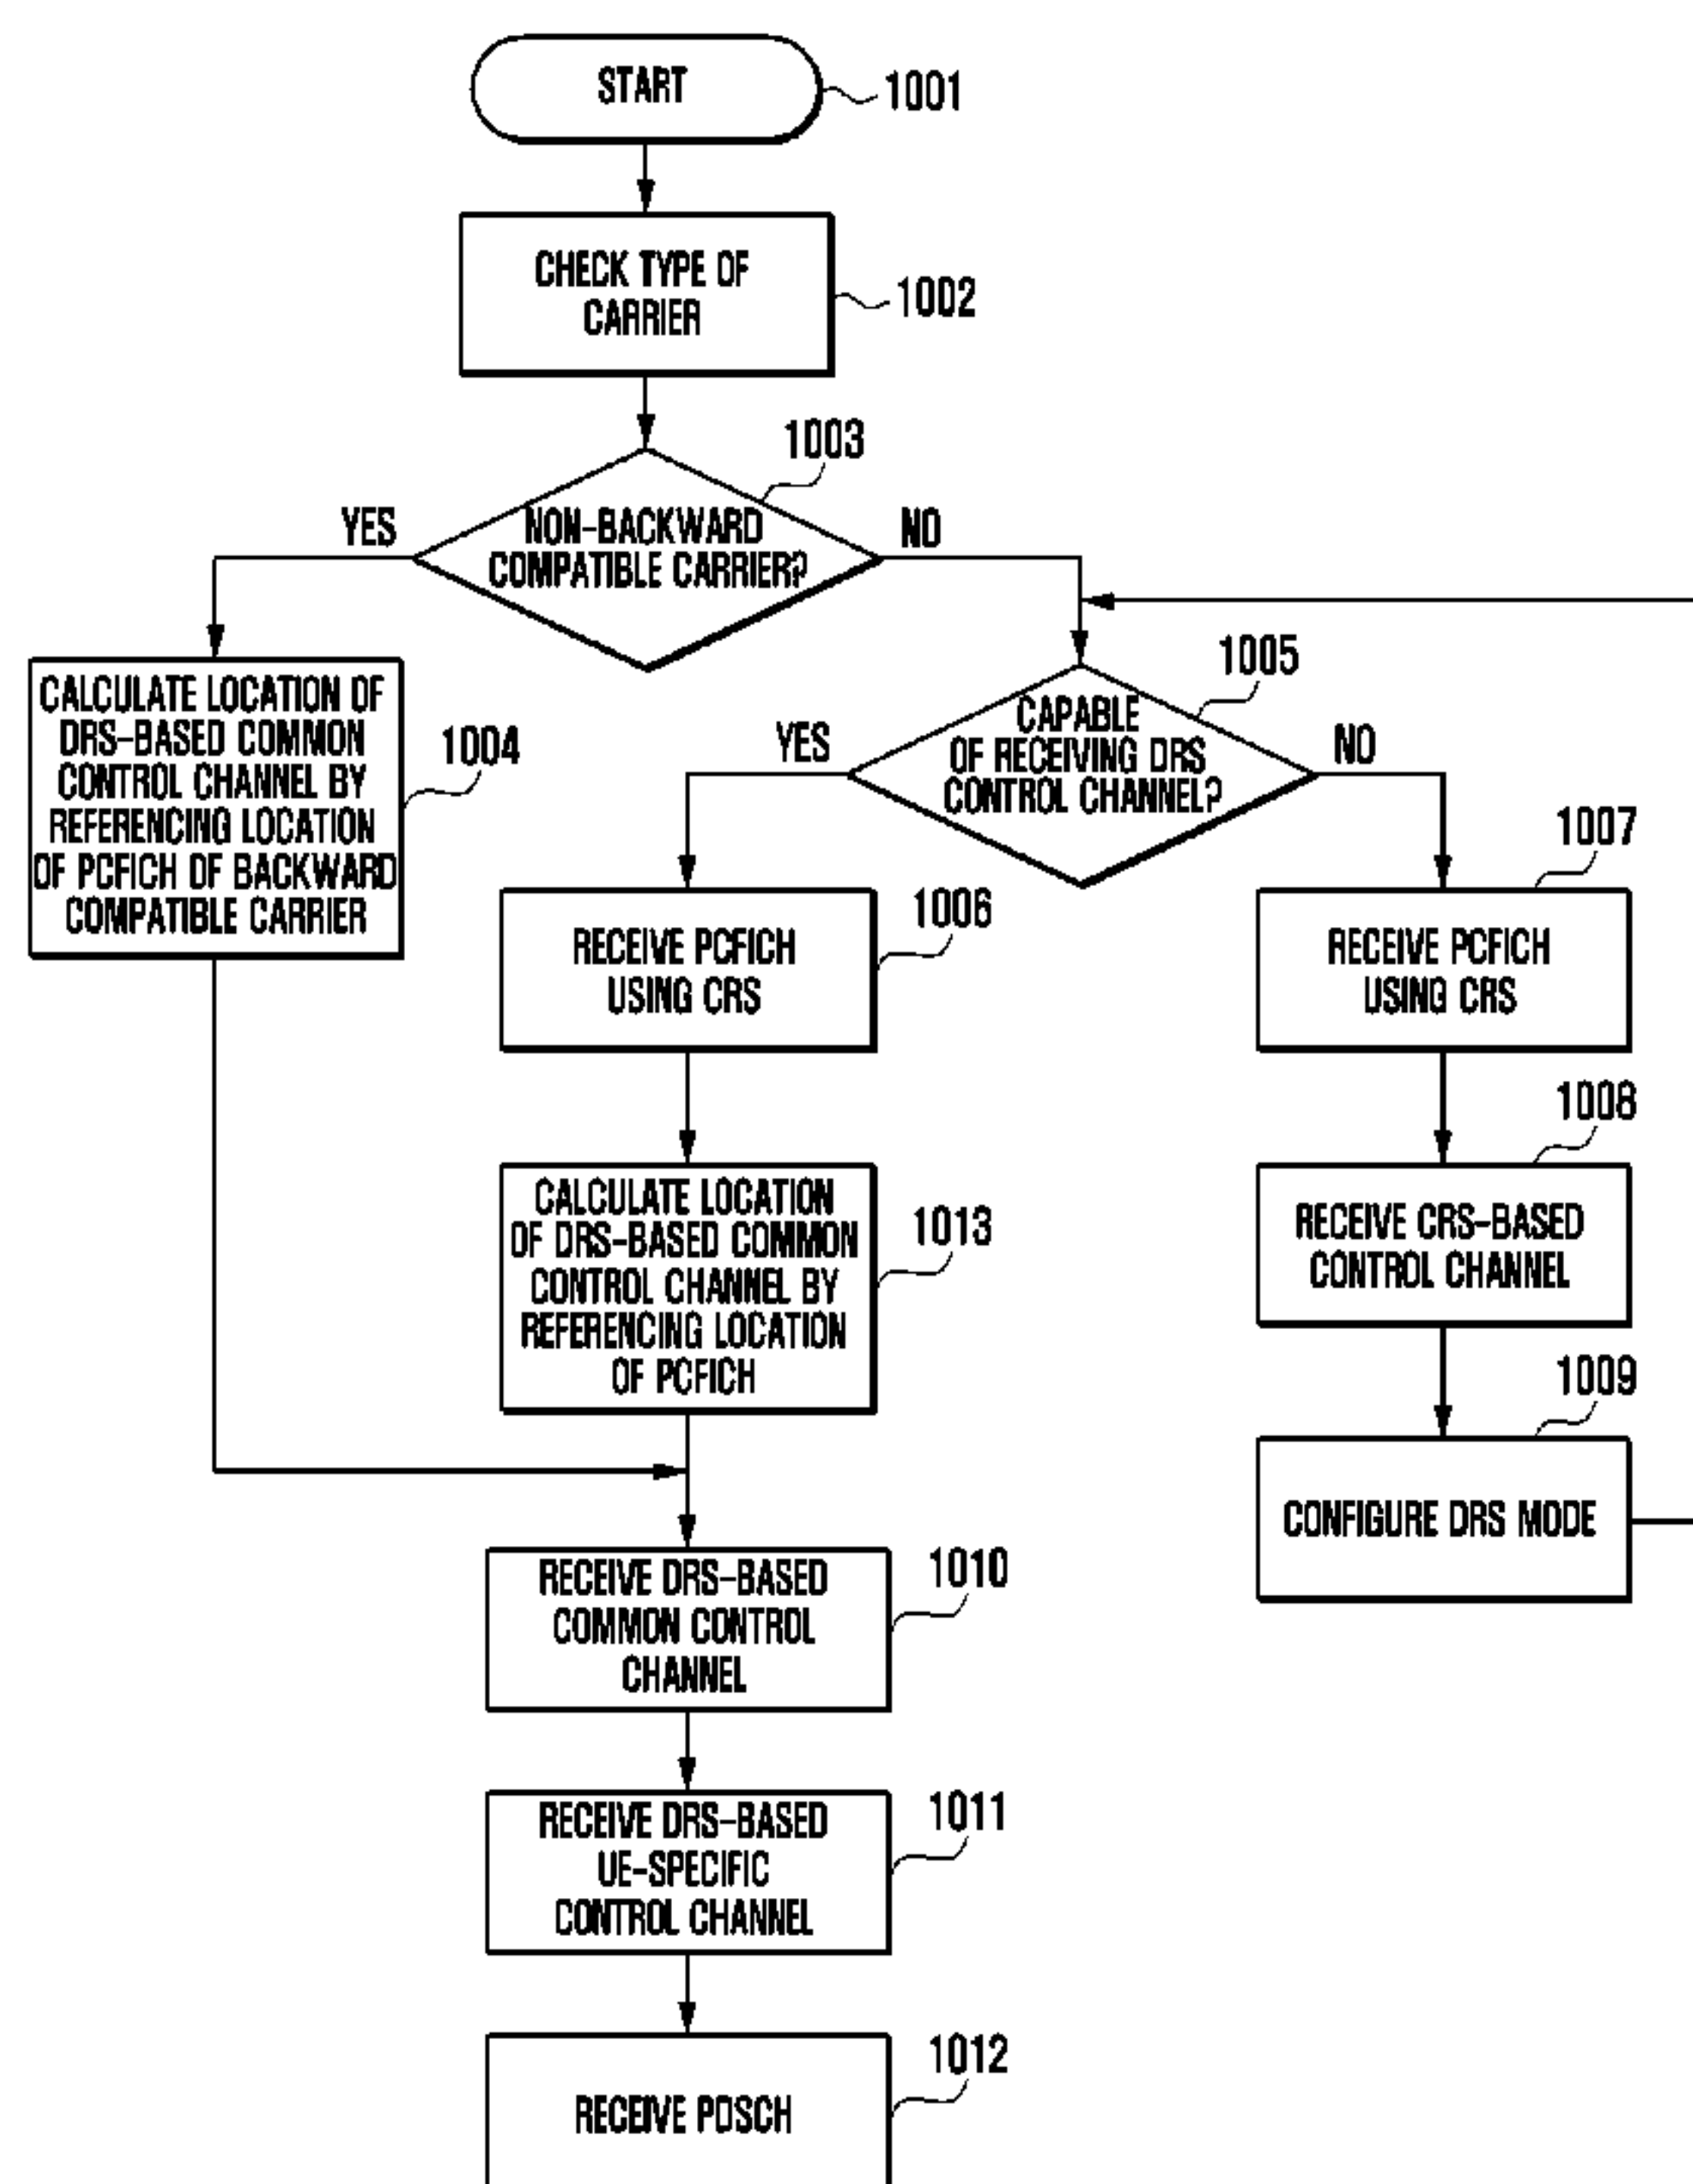 START
1001
CHECK TYPE OF
CARRIER
1002
1003
YES
NON-BACKWARD
COMPATIBLE CARRIER?
NO
CALCULATE LOCATION OF
DRS-BASED COMMON
CONTROL CHANNEL BY
REFERENCING LOCATION
OF PCFICH OF BACKWARD
COMPATIBLE CARRIER
1004
1005
YES
CAPABLE
OF RECEIVING DRS
CONTROL CHANNEL?
NO
1006
RECEIVE PCFICH
USING CRS
1007
RECEIVE PCFICH
USING CRS
CALCULATE LOCATION
OF DRS-BASED COMMON
CONTROL CHANNEL BY
REFERENCING LOCATION
OF PCFICH
1013
1008
RECEIVE CRS-BASED
CONTROL CHANNEL
1009
CONFIGURE DRS MODE
RECEIVE DRS-BASED
COMMON CONTROL
CHANNEL
1010
RECEIVE DRS-BASED
UE-SPECIFIC
CONTROL CHANNEL
1011
RECEIVE PDSCH
1012